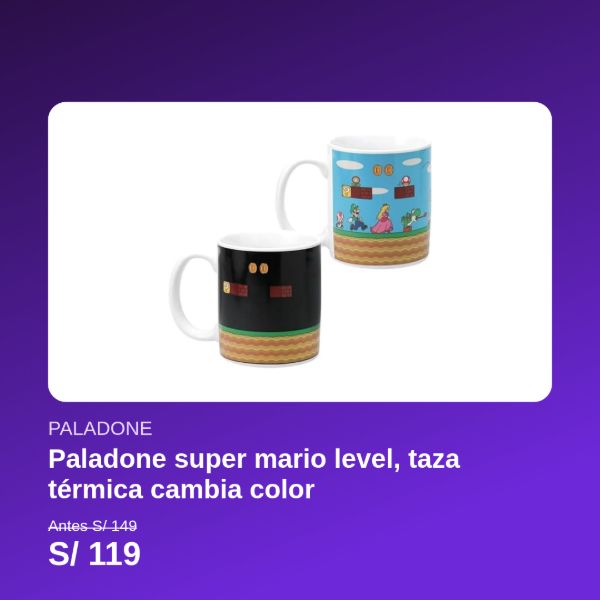 PALADONE
Paladone super mario level, taza
térmica cambia color
Antes S/ 149
S/ 119